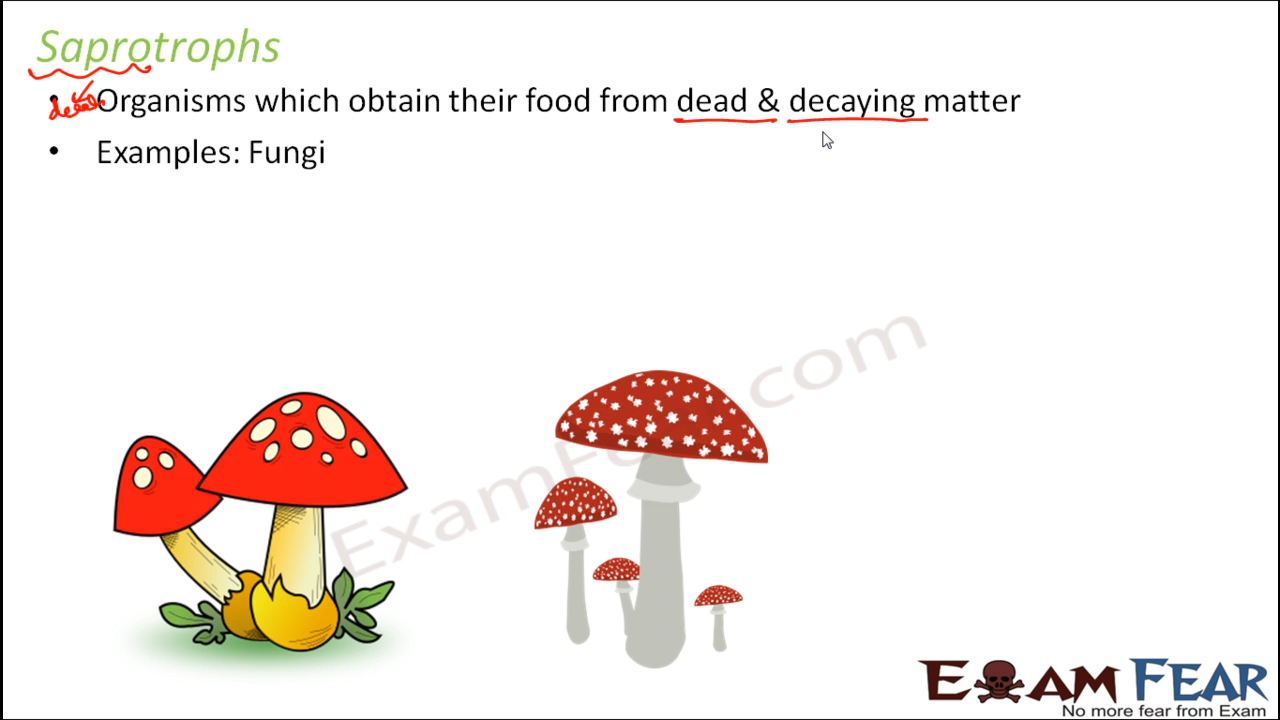 Saprotrophs
• Organisms which obtain their food from dead & decaying matter
• Examples: Fungi
ExamFear.com
EXAM FEAR
No more fear from Exam